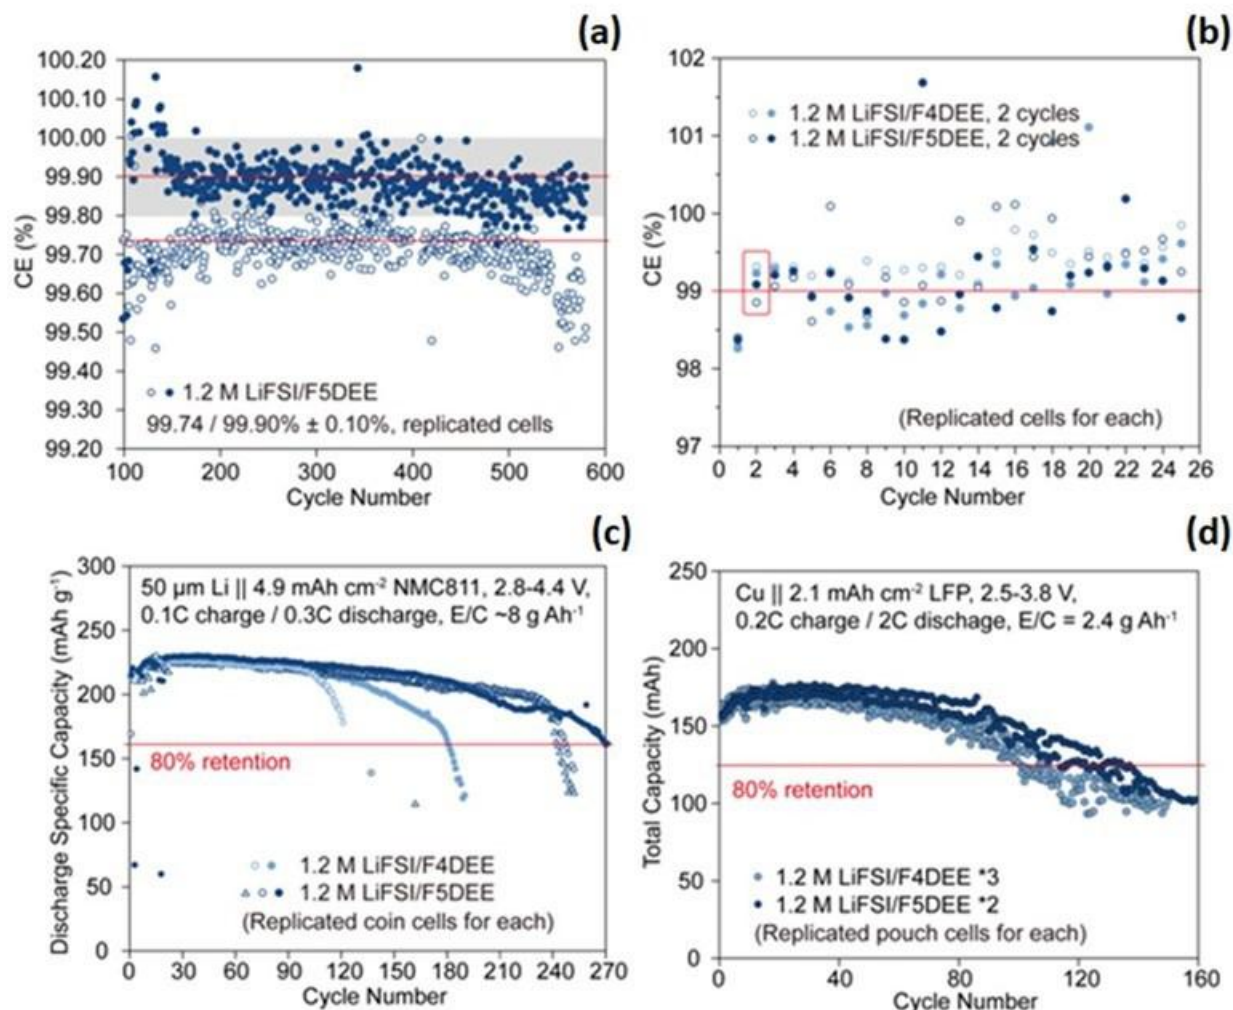 (a)
100.20
100.10
100.00
99.90
99.80
99.70
99.60
99.50
99.40
99.30
99.20
CE (%)
1.2 M LiFSI/F5DEE
99.74 / 99.90% ± 0.10%, replicated cells
100 200 300 400 500 600
Cycle Number
(b)
102
101
100
99
98
97
CE (%)
1.2 M LiFSI/F4DEE, 2 cycles
1.2 M LiFSI/F5DEE, 2 cycles
(Replicated cells for each)
0 2 4 6 8 10 11 12 14 16 18 20 22 24 26
Cycle Number
(c)
300
250
200
150
100
50
0
Discharge Specific Capacity (mAh g⁻¹)
50 µm Li || 4.9 mAh cm⁻² NMC811, 2.8-4.4 V,
0.1C charge / 0.3C discharge, E/C ~8 g Ah⁻¹
80% retention
1.2 M LiFSI/F4DEE
1.2 M LiFSI/F5DEE
(Replicated coin cells for each)
0 30 60 90 120 150 180 210 240 270
Cycle Number
(d)
250
200
150
100
50
0
Total Capacity (mAh)
Cu || 2.1 mAh cm⁻² LFP, 2.5-3.8 V,
0.2C charge / 2C dischage, E/C = 2.4 g Ah⁻¹
80% retention
1.2 M LiFSI/F4DEE *3
1.2 M LiFSI/F5DEE *2
(Replicated pouch cells for each)
0 40 80 120 160
Cycle Number